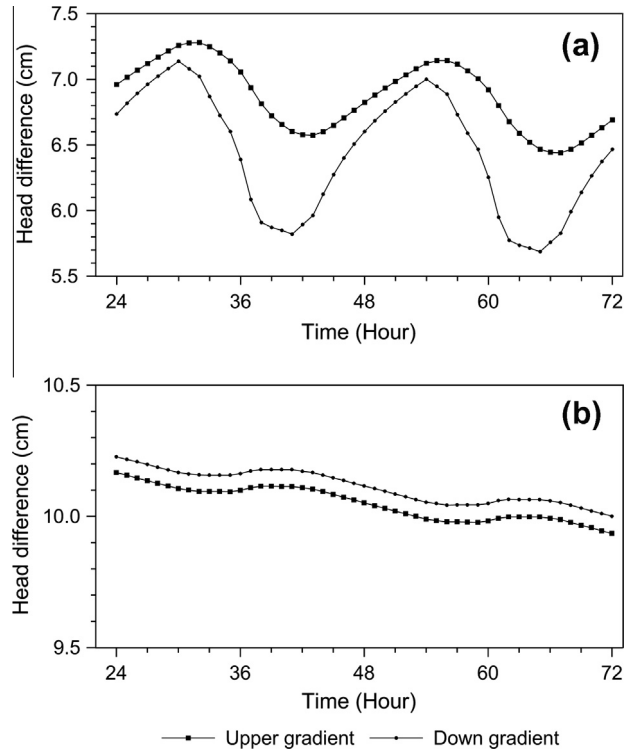 (a)
Head difference (cm)
7.5
7.0
6.5
6.0
5.5
24 36 48 60 72
Time (Hour)
(b)
Head difference (cm)
10.5
10.0
9.5
24 36 48 60 72
Time (Hour)
Upper gradient Down gradient